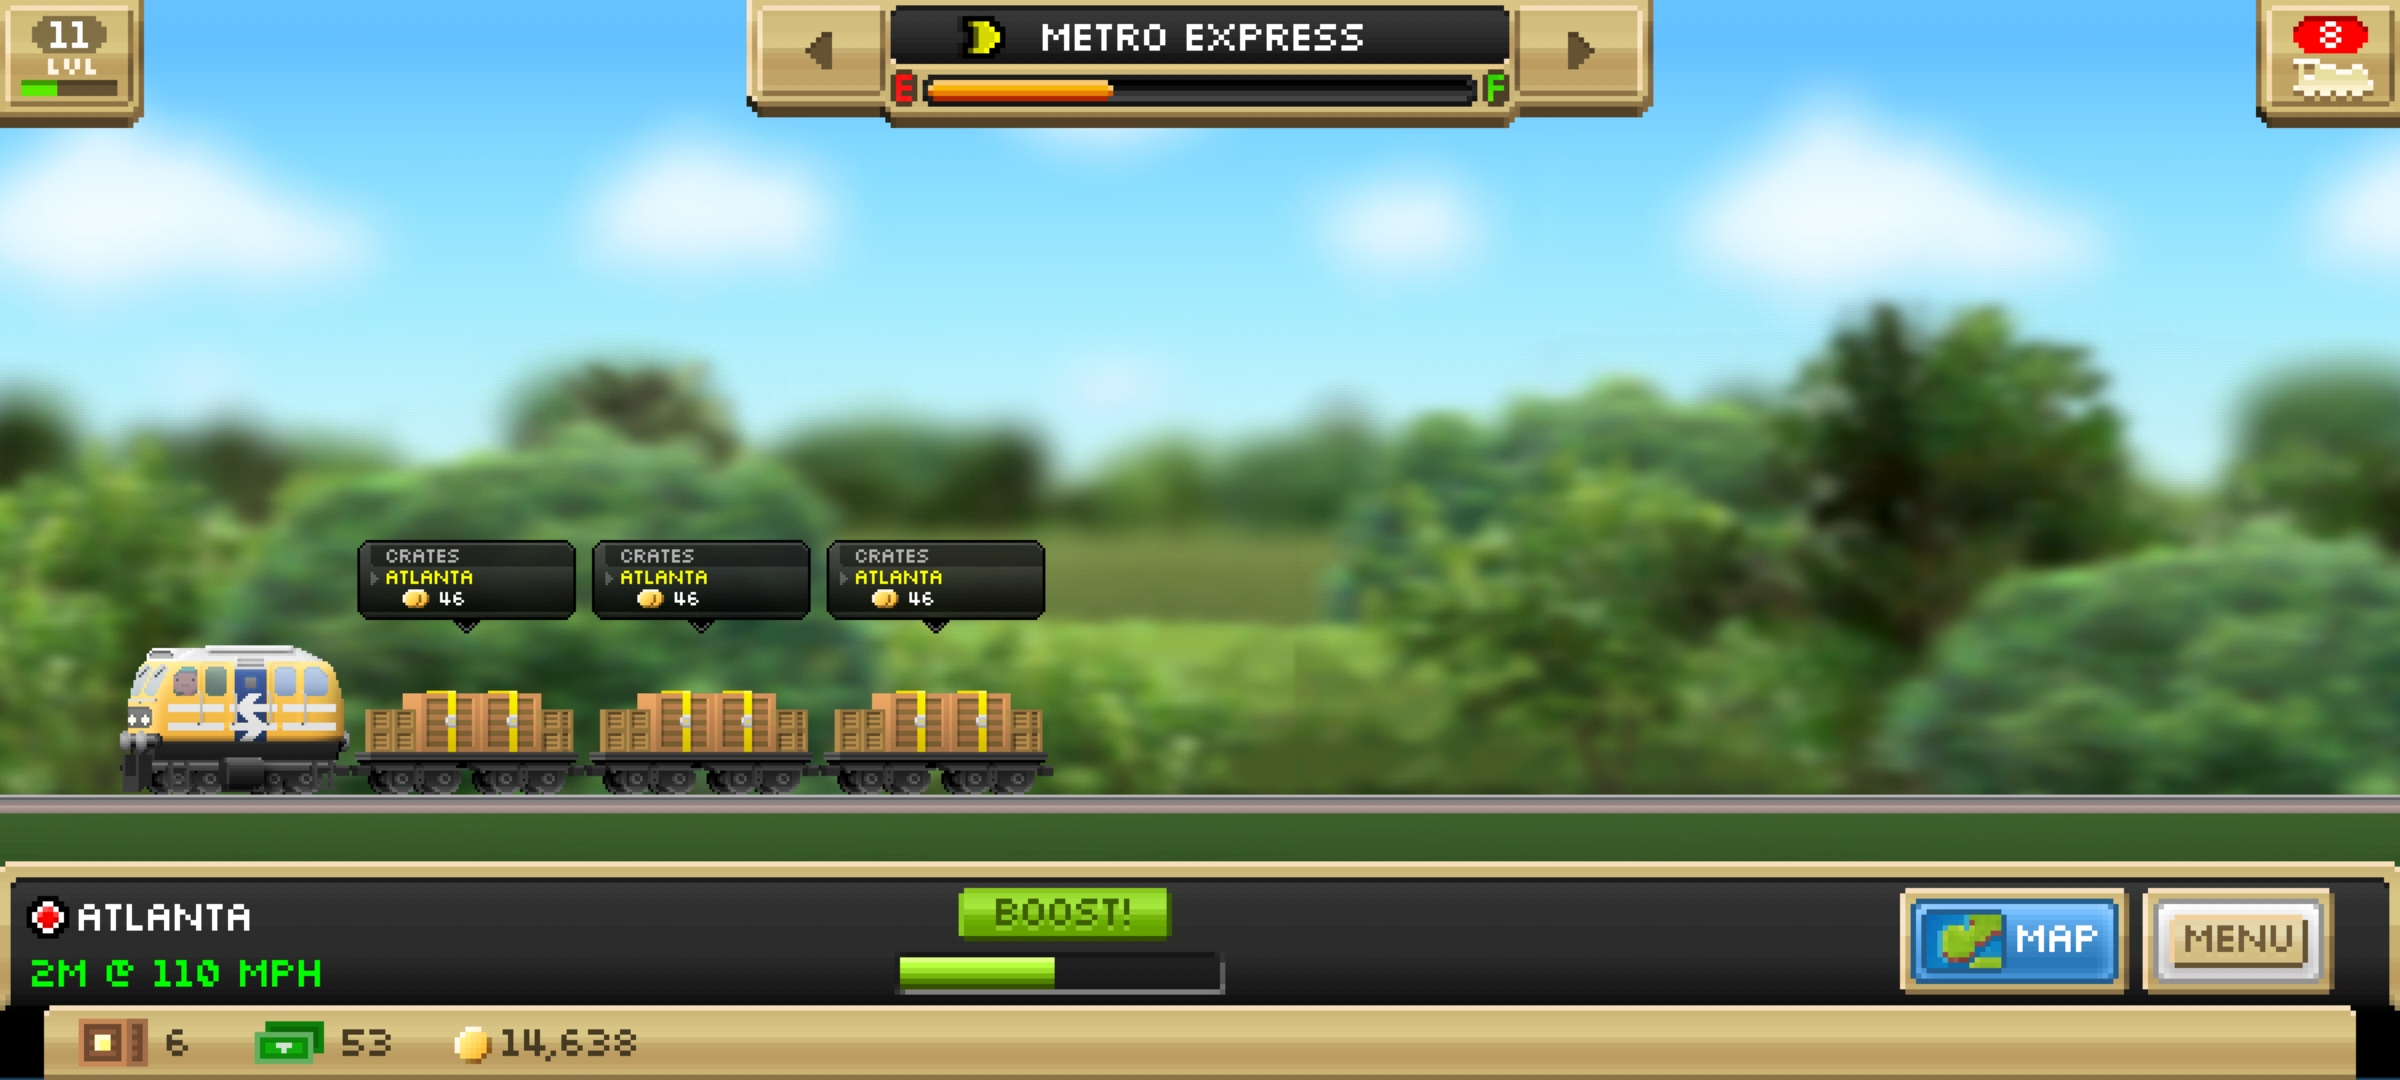 11
LVL
METRO EXPRESS
E F
8
CRATES
ATLANTA
46
CRATES
ATLANTA
46
CRATES
ATLANTA
46
ATLANTA
2M @ 110 MPH
BOOST!
MAP
MENU
6
53
14,638